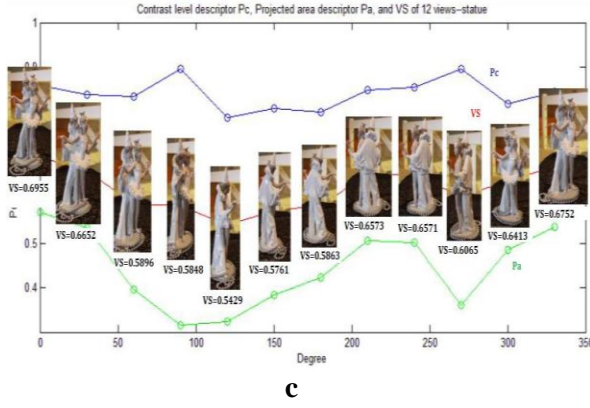 Contrast level descriptor Pc, Projected area descriptor Pa, and VS of 12 views--statue
1
0.9
Pc
VS
VS=0.6955
VS=0.6652
VS=0.5896
VS=0.5848
VS=0.5429
VS=0.5761
VS=0.5863
VS=0.6573
VS=0.6571
VS=0.6065
VS=0.6413
VS=0.6752
0.5
0.4
Pa
0 50 100 150 200 250 300 350
Degree
c